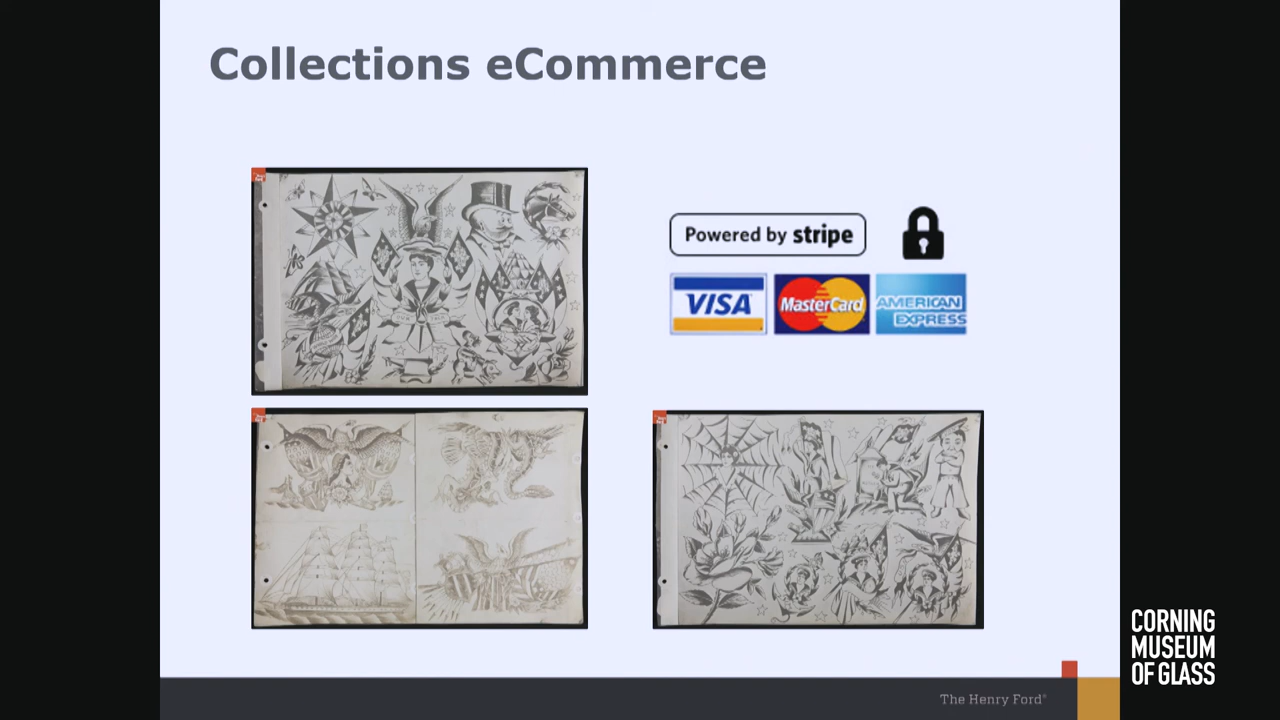 Collections eCommerce
Powered by stripe
VISA
MasterCard
AMERICAN
EXPRESS
CORNING
MUSEUM
OF GLASS
The Henry Ford®